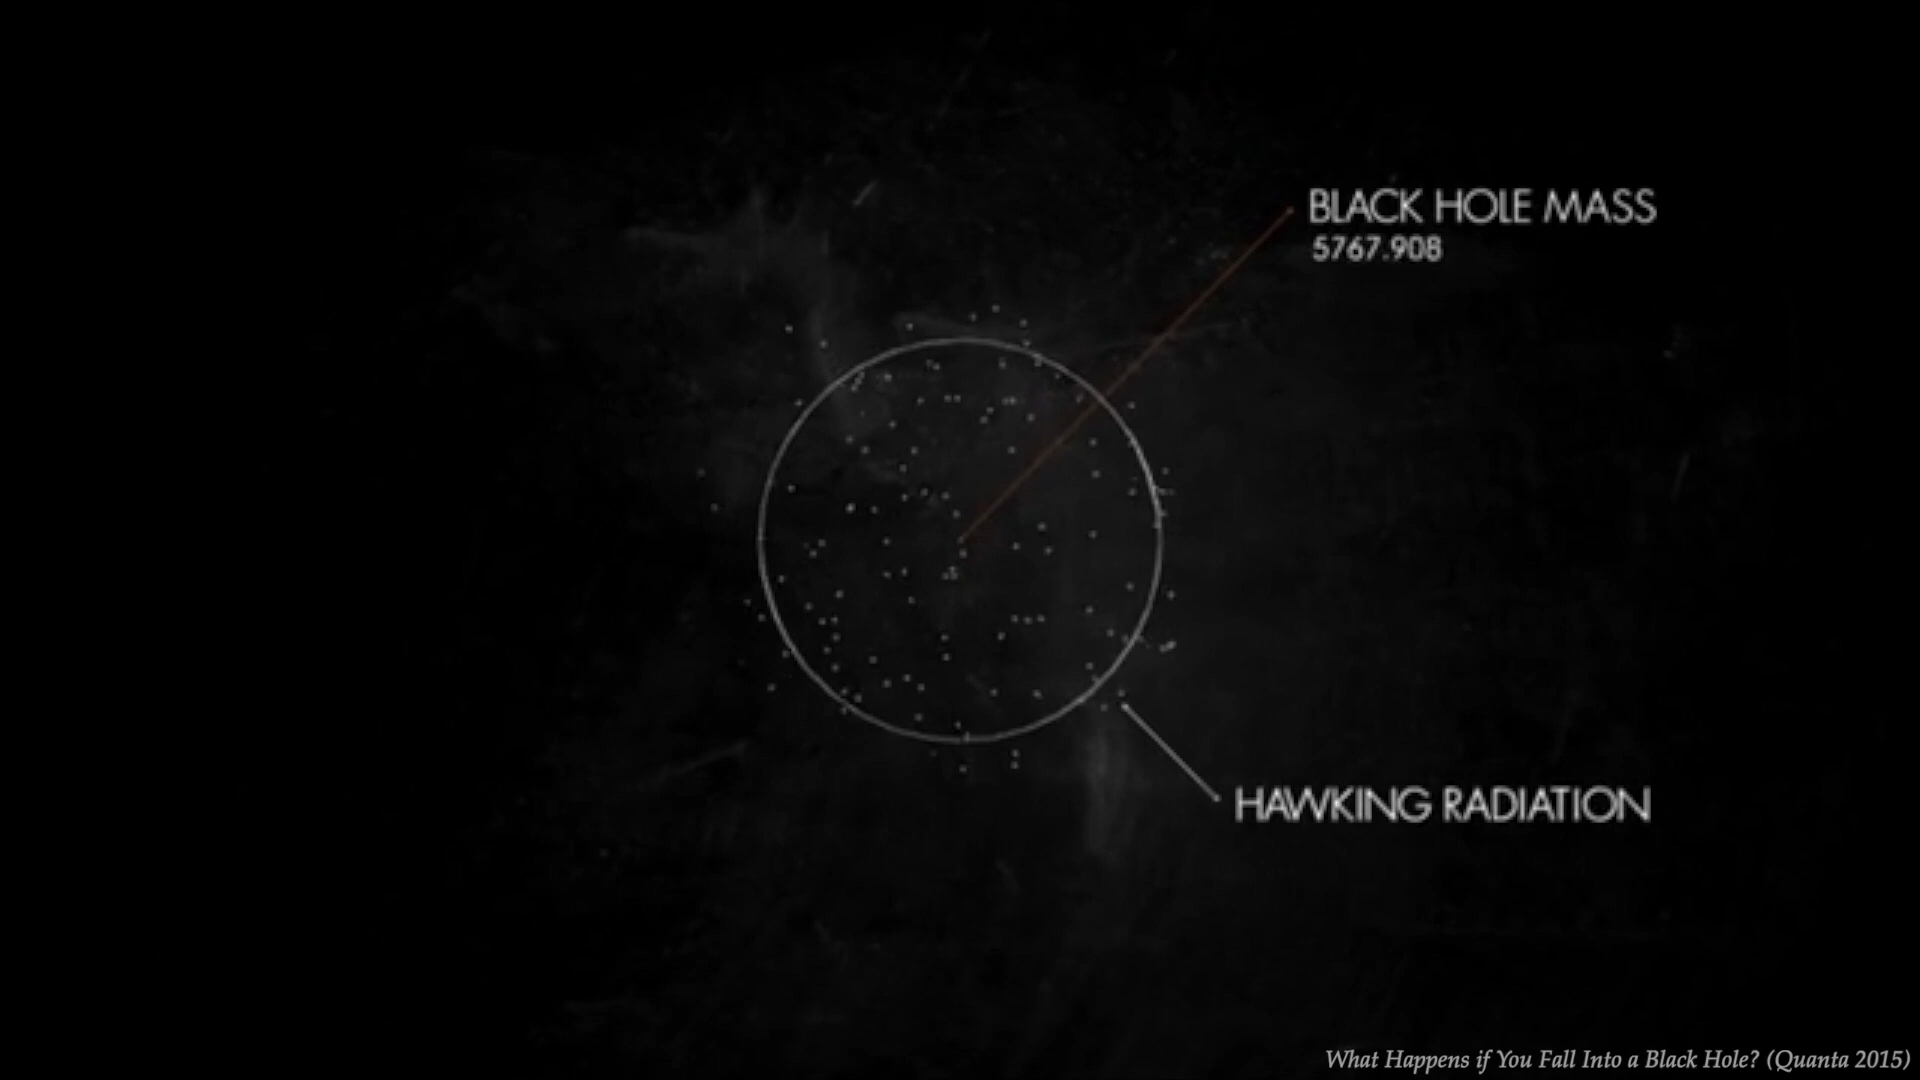 BLACK HOLE MASS
5767.908
HAWKING RADIATION
What Happens if You Fall Into a Black Hole? (Quanta 2015)